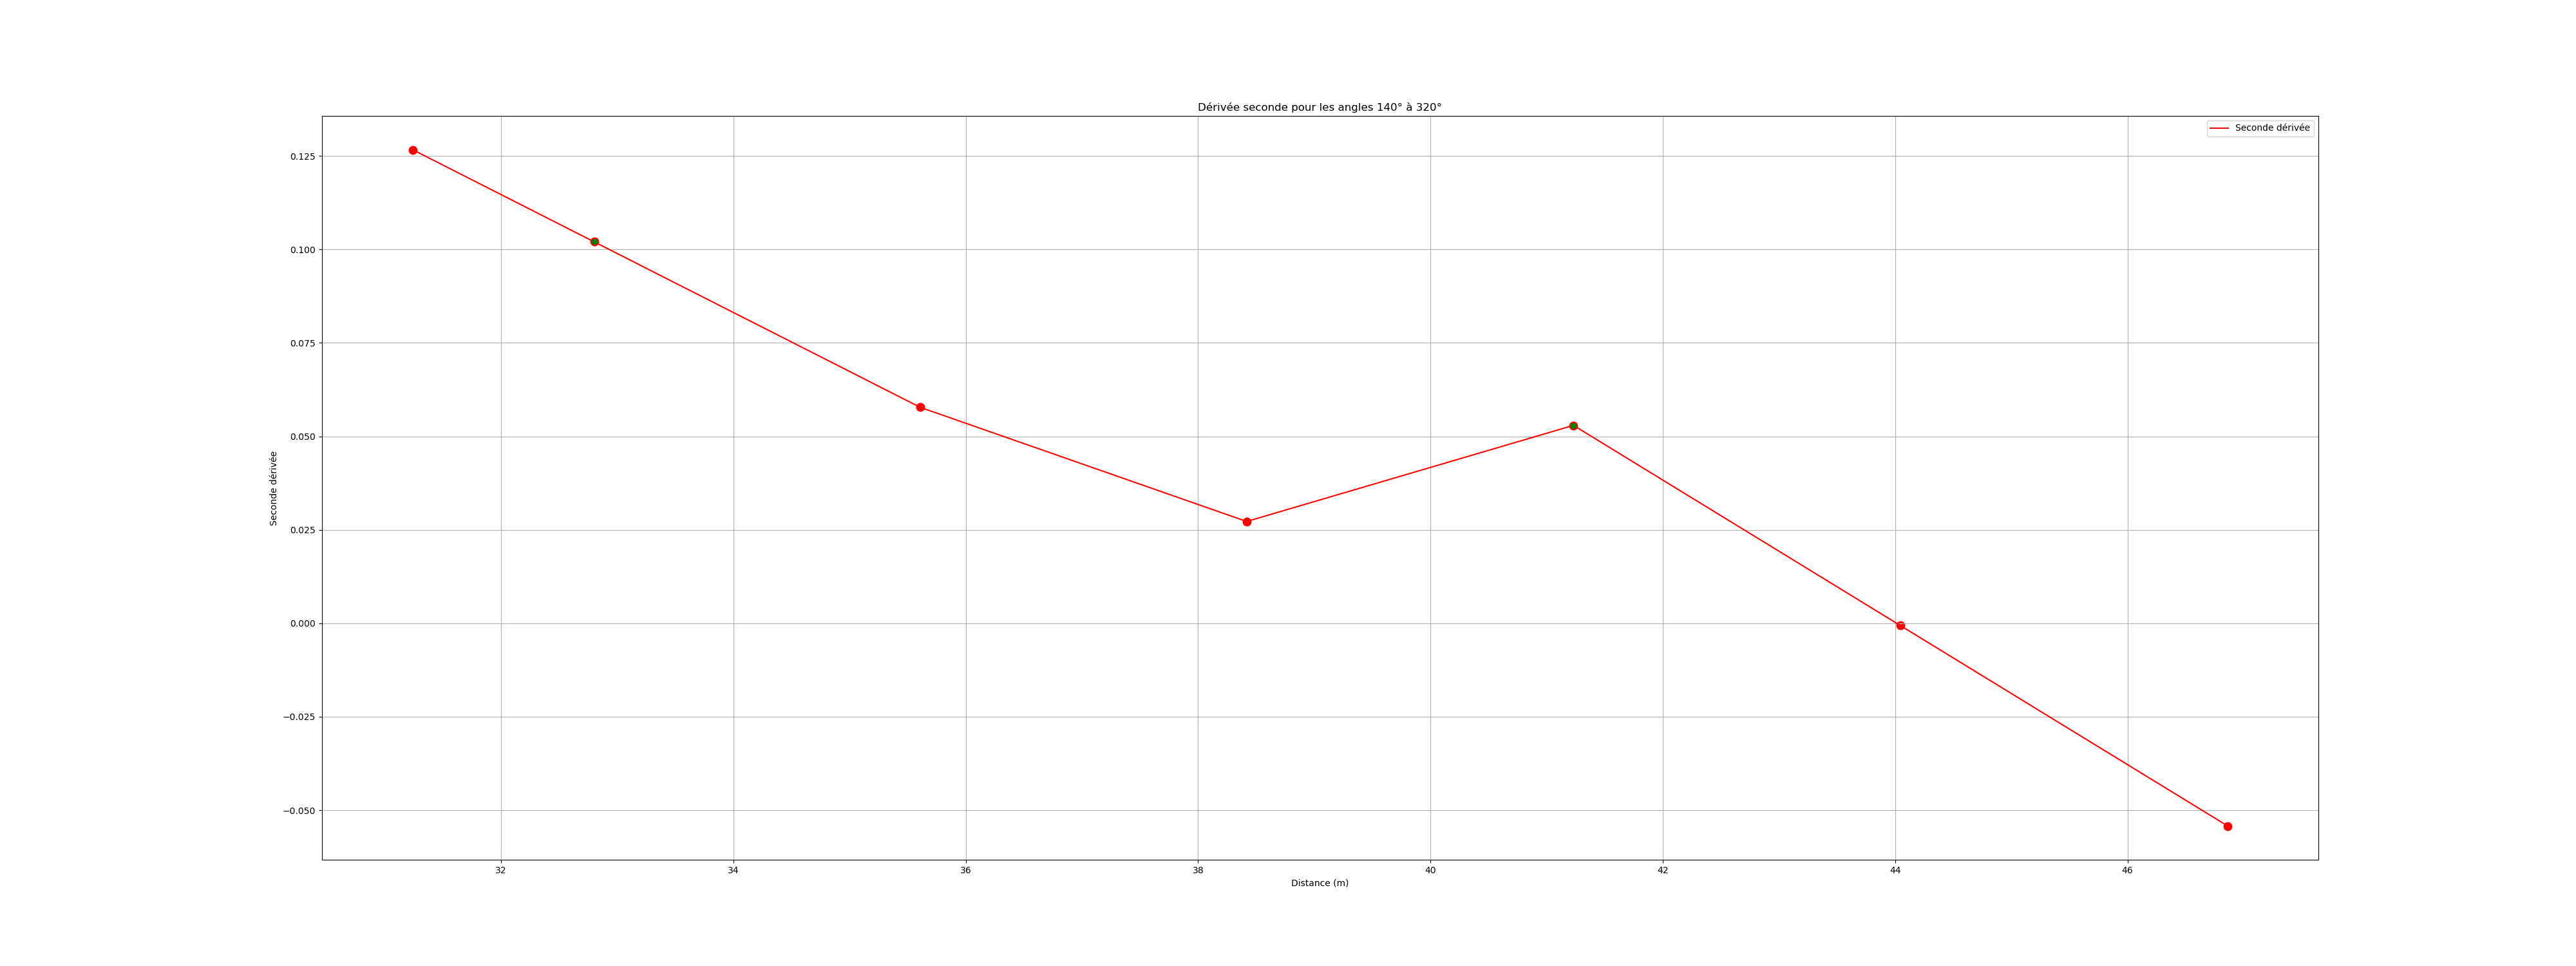 Dérivée seconde pour les angles 140° à 320°
Seconde dérivée
0.125
0.100
0.075
0.050
0.025
0.000
−0.025
−0.050
Seconde dérivée
32 34 36 38 40 42 44 46
Distance (m)